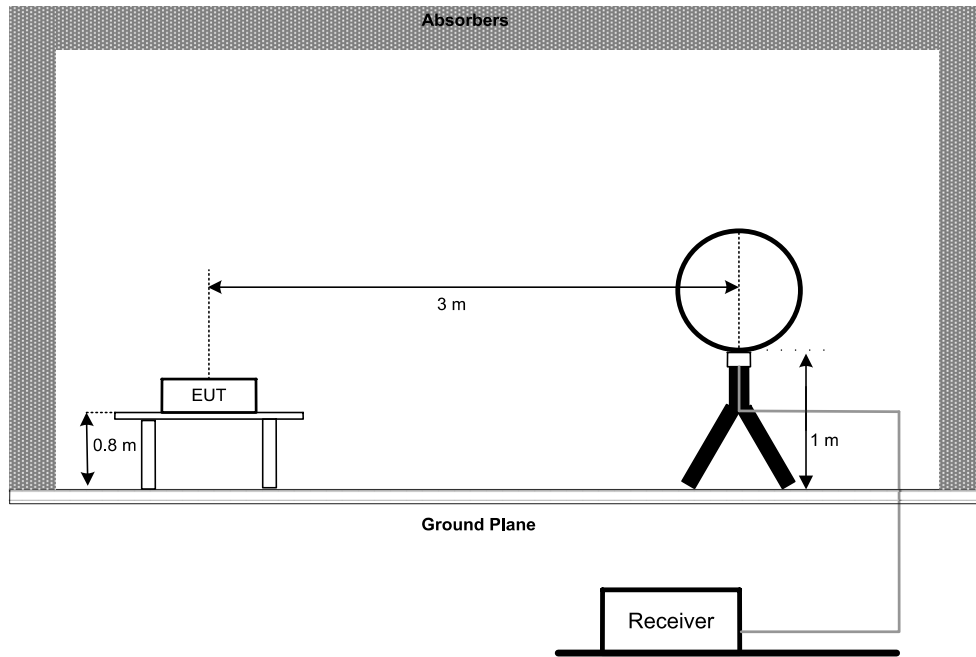 Absorbers
3 m
EUT
0.8 m
1 m
Ground Plane
Receiver